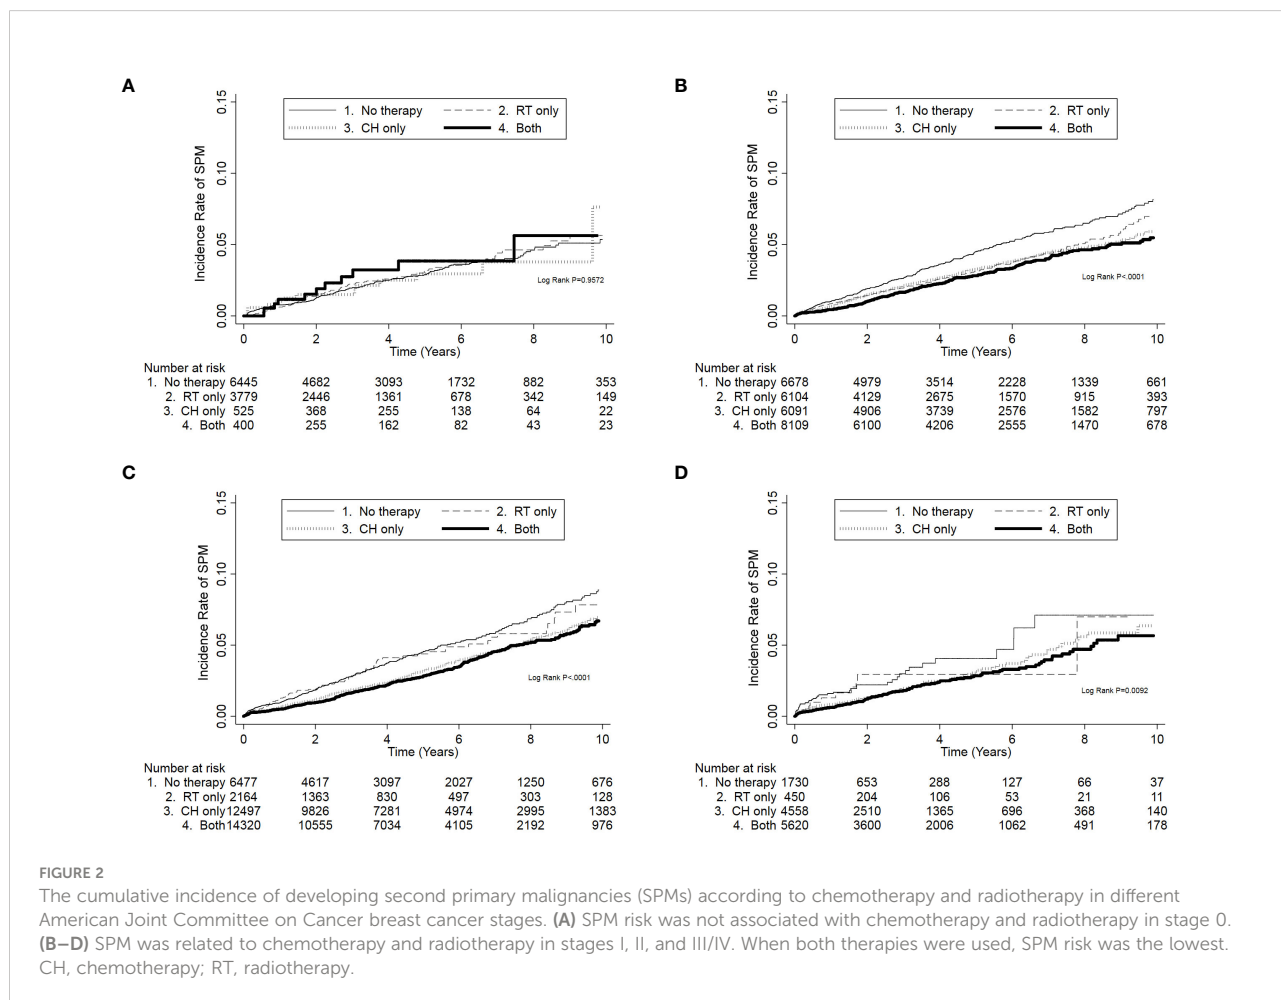 A
1. No therapy
2. RT only
3. CH only
4. Both
Incidence Rate of SPM
0.15
0.10
0.05
0.00
Log Rank P=0.9572
0 2 4 6 8 10
Time (Years)
Number at risk
1. No therapy 6445 4682 3093 1732 882 353
2. RT only 3779 2446 1361 678 342 149
3. CH only 525 368 255 138 64 22
4. Both 400 255 162 82 43 23
B
1. No therapy
2. RT only
3. CH only
4. Both
Incidence Rate of SPM
0.15
0.10
0.05
0.00
Log Rank P<.0001
0 2 4 6 8 10
Time (Years)
Number at risk
1. No therapy 6678 4979 3514 2228 1339 661
2. RT only 6104 4129 2675 1570 915 393
3. CH only 6091 4906 3739 2576 1582 797
4. Both 8109 6100 4206 2555 1470 678
C
1. No therapy
2. RT only
3. CH only
4. Both
Incidence Rate of SPM
0.15
0.10
0.05
0.00
Log Rank P<.0001
0 2 4 6 8 10
Time (Years)
Number at risk
1. No therapy 6477 4617 3097 2027 1250 676
2. RT only 2164 1363 830 497 303 128
3. CH only 12497 9826 7281 4974 2995 1383
4. Both 14320 10555 7034 4105 2192 976
D
1. No therapy
2. RT only
3. CH only
4. Both
Incidence Rate of SPM
0.15
0.10
0.05
0.00
Log Rank P=0.0092
0 2 4 6 8 10
Time (Years)
Number at risk
1. No therapy 1730 653 288 127 66 37
2. RT only 450 204 106 53 21 11
3. CH only 4558 2510 1365 696 368 140
4. Both 5620 3600 2006 1062 491 178
FIGURE 2
The cumulative incidence of developing second primary malignancies (SPMs) according to chemotherapy and radiotherapy in different
American Joint Committee on Cancer breast cancer stages. (A) SPM risk was not associated with chemotherapy and radiotherapy in stage 0.
(B–D) SPM was related to chemotherapy and radiotherapy in stages I, II, and III/IV. When both therapies were used, SPM risk was the lowest.
CH, chemotherapy; RT, radiotherapy.